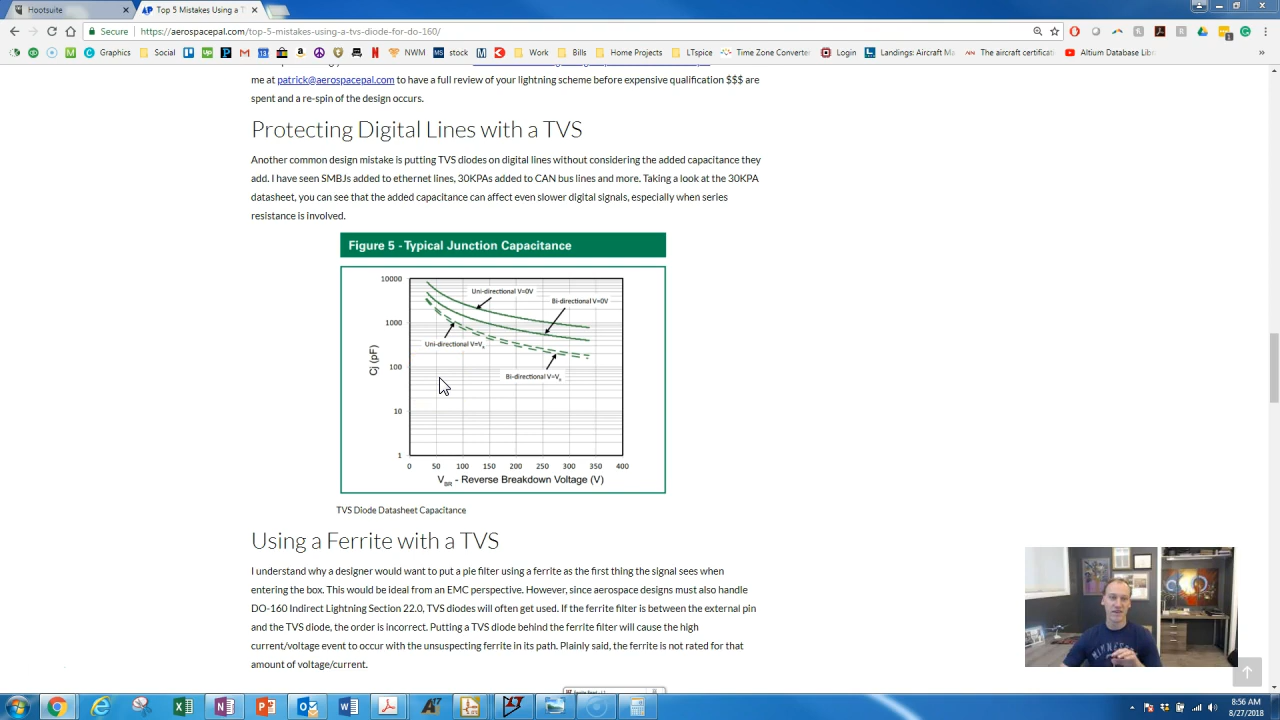 Hootsuite
Top 5 Mistakes Using a T
Secure
https://aerospacepal.com/top-5-mistakes-using-a-tvs-diode-for-do-160/
Graphics Social NWM stock Work Bills Home Projects LTspice Time Zone Converter Login Landings: Aircraft Ma The aircraft certificat Altium Database Libr
me at patrick@aerospacepal.com to have a full review of your lightning scheme before expensive qualification $$$ are
spent and a re-spin of the design occurs.
Protecting Digital Lines with a TVS
Another common design mistake is putting TVS diodes on digital lines without considering the added capacitance they
add. I have seen SMBJs added to ethernet lines, 30KPAs added to CAN bus lines and more. Taking a look at the 30KPA
datasheet, you can see that the added capacitance can affect even slower digital signals, especially when series
resistance is involved.
Figure 5 - Typical Junction Capacitance
10000
1000
100
10
1
Cj (pF)
Uni-directional V=0V
Bi-directional V=0V
Uni-directional V=VR
Bi-directional V=VR
0 50 100 150 200 250 300 350 400
VBR - Reverse Breakdown Voltage (V)
TVS Diode Datasheet Capacitance
Using a Ferrite with a TVS
I understand why a designer would want to put a pie filter using a ferrite as the first thing the signal sees when
entering the box. This would be ideal from an EMC perspective. However, since aerospace designs must also handle
DO-160 Indirect Lightning Section 22.0, TVS diodes will often get used. If the ferrite filter is between the external pin
and the TVS diode, the order is incorrect. Putting a TVS diode behind the ferrite filter will cause the high
current/voltage event to occur with the unsuspecting ferrite in its path. Plainly said, the ferrite is not rated for that
amount of voltage/current.
8:56 AM
8/27/2018